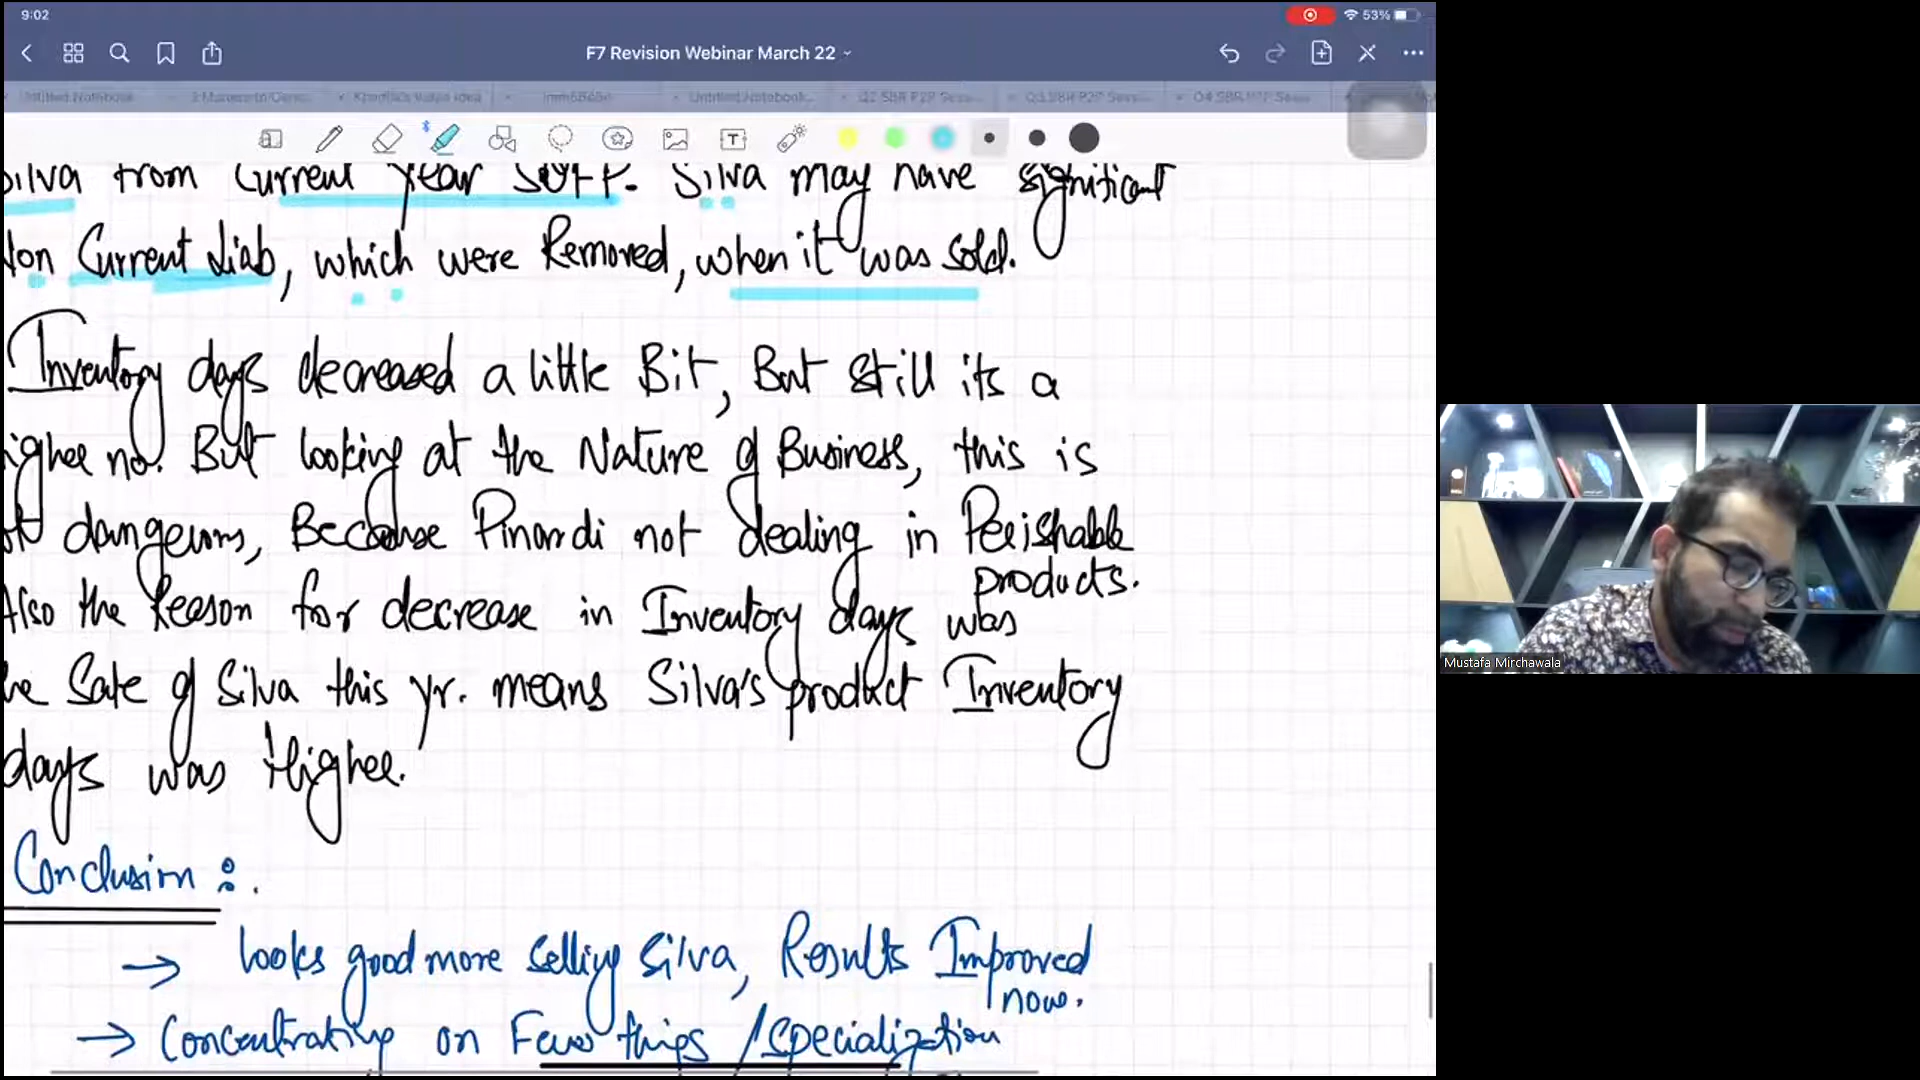 9:02
53%
F7 Revision Webinar March 22
Silva from Current Year SOFP. Silva may have significant
Non Current Liab, which were Removed, when it was sold.
Inventory days decreased a little Bit, But still its a
igher no. But looking at the Nature of Business, this is
ot dangerous, Because Pinardi not dealing in Perishable
products.
Also the Reason for decrease in Inventory days was
he Sale of Silva this yr. means Silva's product Inventory
days was Higher.
Conclusion :.
→ looks good move selling Silva, Results Improved
now.
→ Concentrating on Few things / specialization
Mustafa Mirchawala